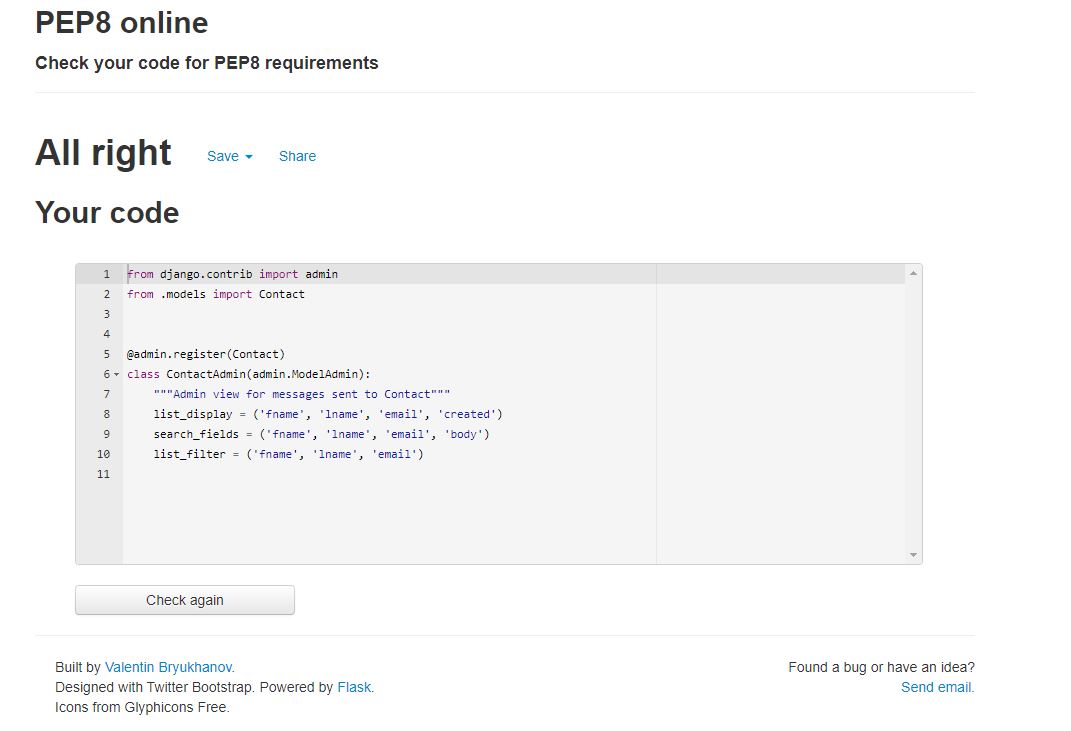 PEP8 online
Check your code for PEP8 requirements
All right Save Share
Your code
1 from django.contrib import admin
2 from .models import Contact
3
4
5 @admin.register(Contact)
6 class ContactAdmin(admin.ModelAdmin):
7     """Admin view for messages sent to Contact"""
8     list_display = ('fname', 'lname', 'email', 'created')
9     search_fields = ('fname', 'lname', 'email', 'body')
10     list_filter = ('fname', 'lname', 'email')
11
Check again
Built by Valentin Bryukhanov.
Designed with Twitter Bootstrap. Powered by Flask.
Icons from Glyphicons Free.
Found a bug or have an idea?
Send email.